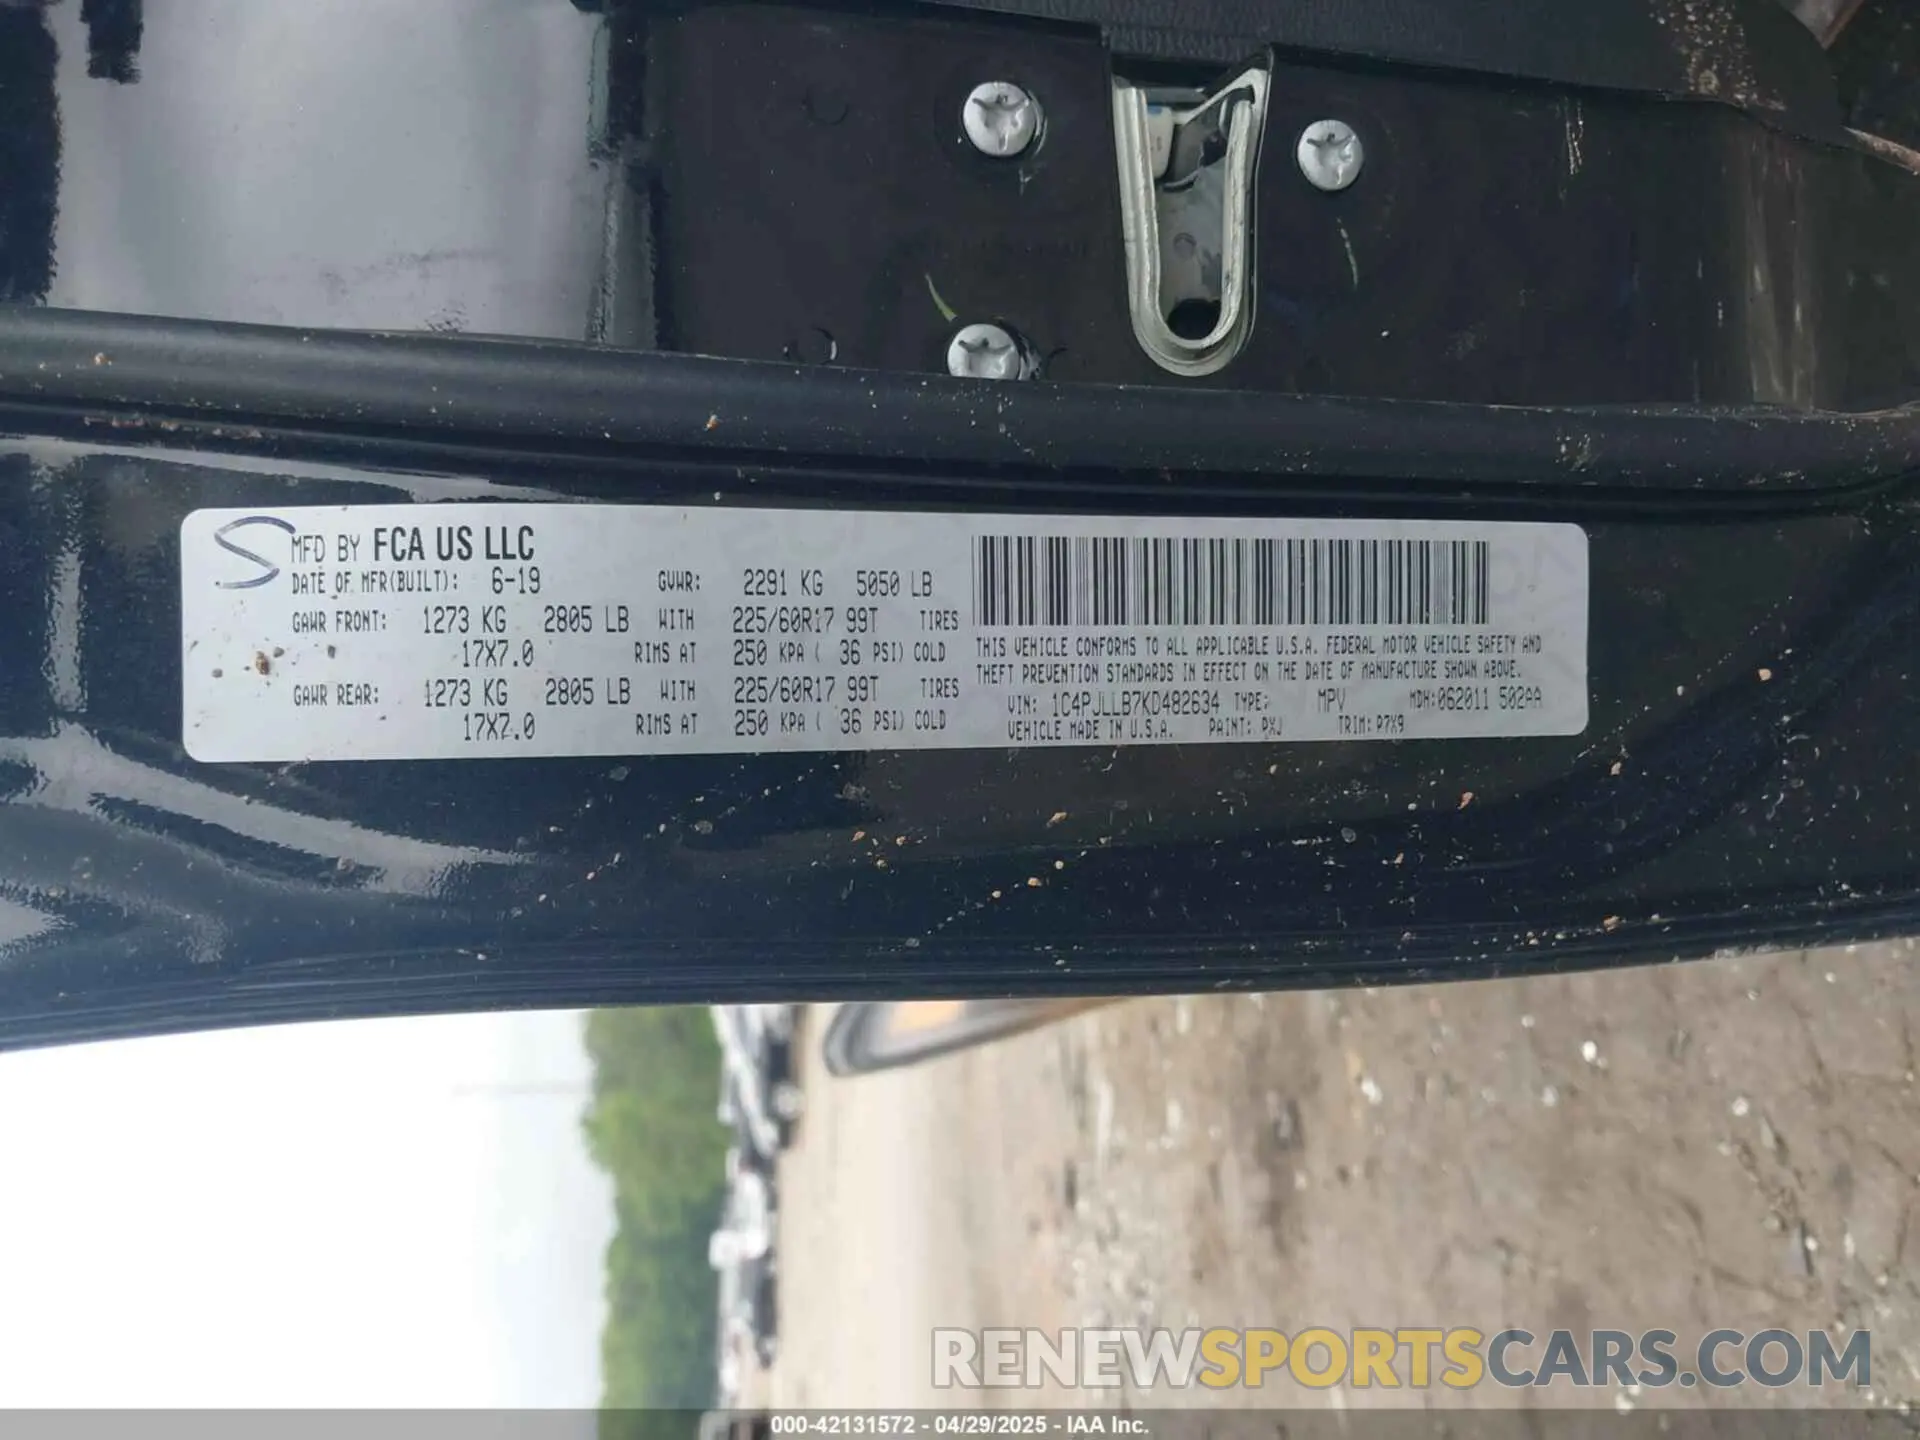 S MFD BY FCA US LLC
DATE OF MFR(BUILT): 6-19 GVWR: 2291 KG 5050 LB
GAWR FRONT: 1273 KG 2805 LB WITH 225/60R17 99T TIRES
17X7.0 RIMS AT 250 KPA ( 36 PSI) COLD
GAWR REAR: 1273 KG 2805 LB WITH 225/60R17 99T TIRES
17X7.0 RIMS AT 250 KPA ( 36 PSI) COLD
THIS VEHICLE CONFORMS TO ALL APPLICABLE U.S.A. FEDERAL MOTOR VEHICLE SAFETY AND
THEFT PREVENTION STANDARDS IN EFFECT ON THE DATE OF MANUFACTURE SHOWN ABOVE.
VIN: 1C4PJLLB7KD482634 TYPE: MPV MDH:062011 502AA
VEHICLE MADE IN U.S.A. PAINT: PXJ TRIM: P7X9
RENEWSPORTSCARS.COM
000-42131572 - 04/29/2025 - IAA Inc.